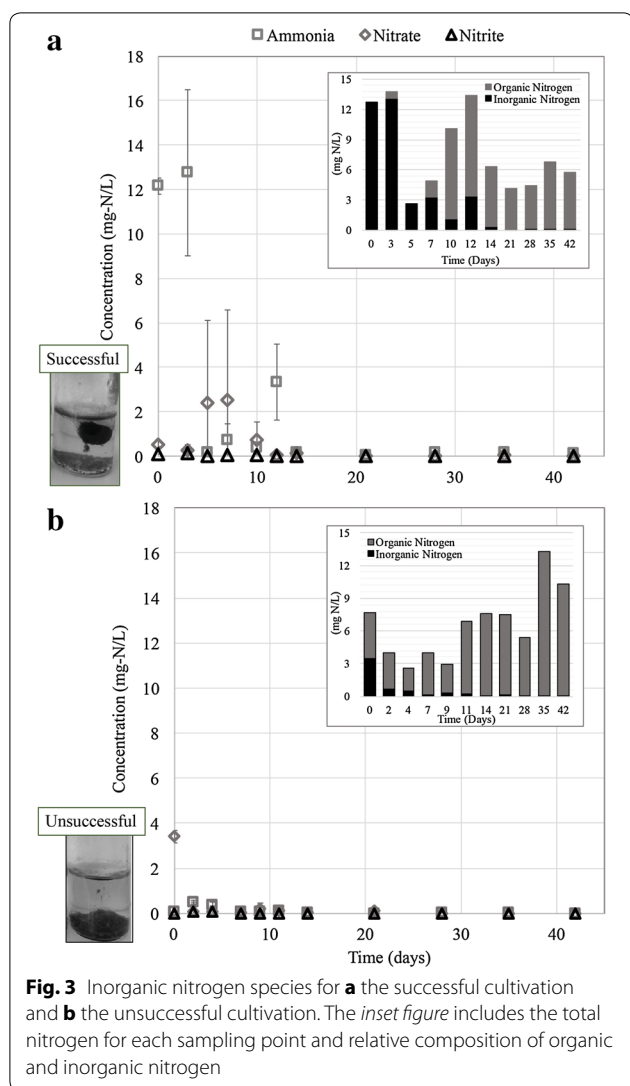 a
Ammonia Nitrate Nitrite
Concentration (mg-N/L)
18
16
14
12
10
8
6
4
2
0
0 10 20 30 40
(mg N/L)
15
12
9
6
3
0
Organic Nitrogen
Inorganic Nitrogen
0 3 5 7 10 12 14 21 28 35 42
Time (Days)
Successful
b
Concentration (mg-N/L)
18
16
14
12
10
8
6
4
2
0
0 10 20 30 40
Time (days)
(mg N/L)
15
12
9
6
3
0
Organic Nitrogen
Inorganic Nitrogen
0 2 4 7 9 11 14 21 28 35 42
Time (Days)
Unsuccessful
Fig. 3 Inorganic nitrogen species for a the successful cultivation
and b the unsuccessful cultivation. The inset figure includes the total
nitrogen for each sampling point and relative composition of organic
and inorganic nitrogen